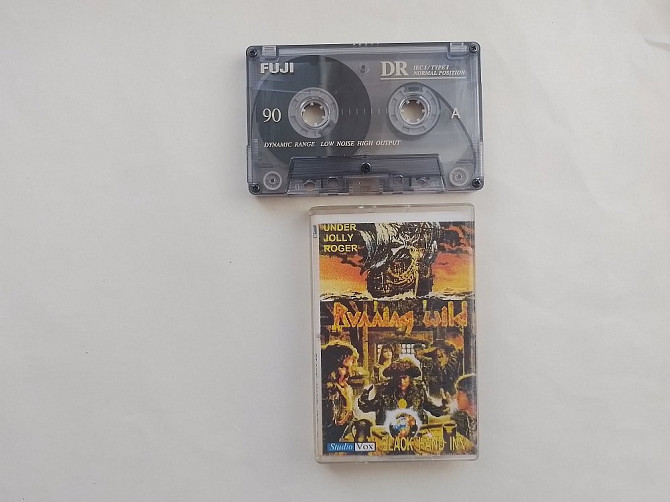 FUJI
DR
IEC I / TYPE I
NORMAL POSITION
90
A
DYNAMIC RANGE LOW NOISE HIGH OUTPUT
UNDER
JOLLY
ROGER
Running Wild
Studio Vox
BLACK HAND INN